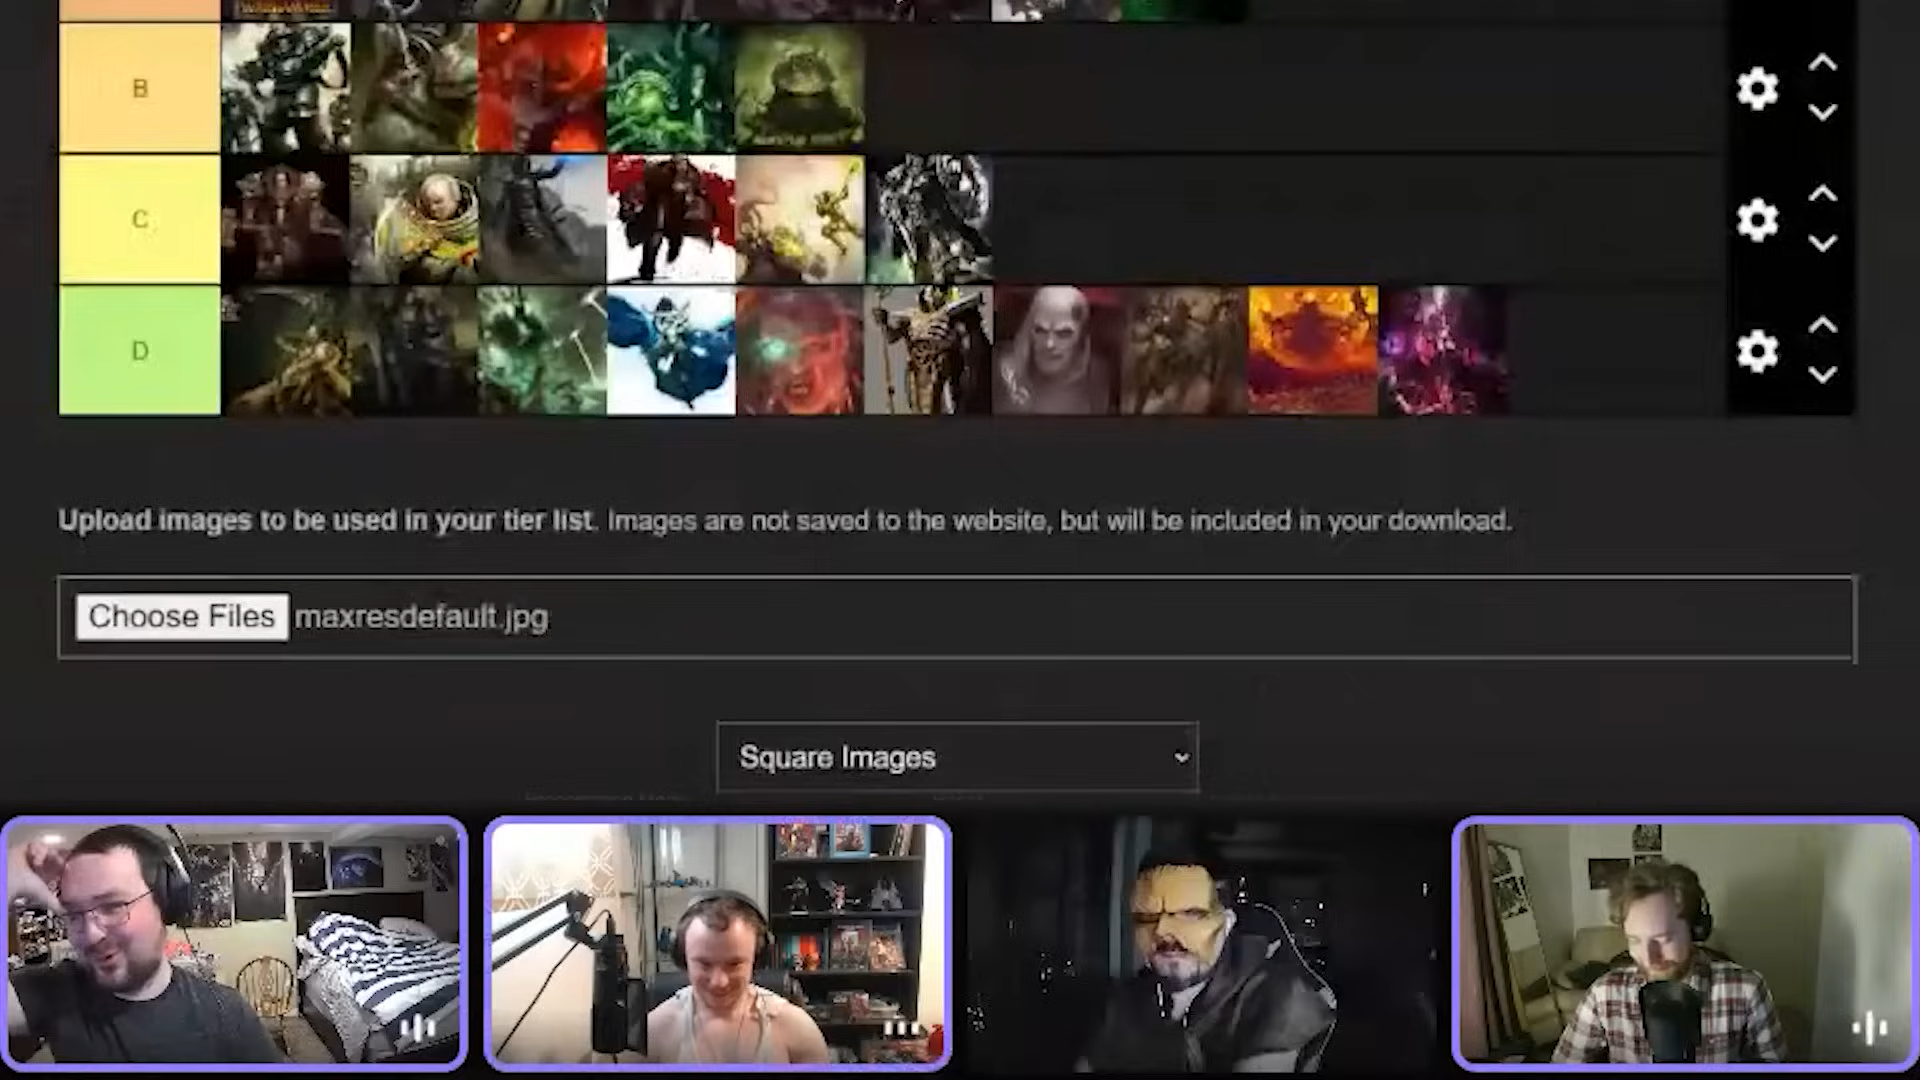 B
C
D
Upload images to be used in your tier list. Images are not saved to the website, but will be included in your download.
Choose Files maxresdefault.jpg
Square Images